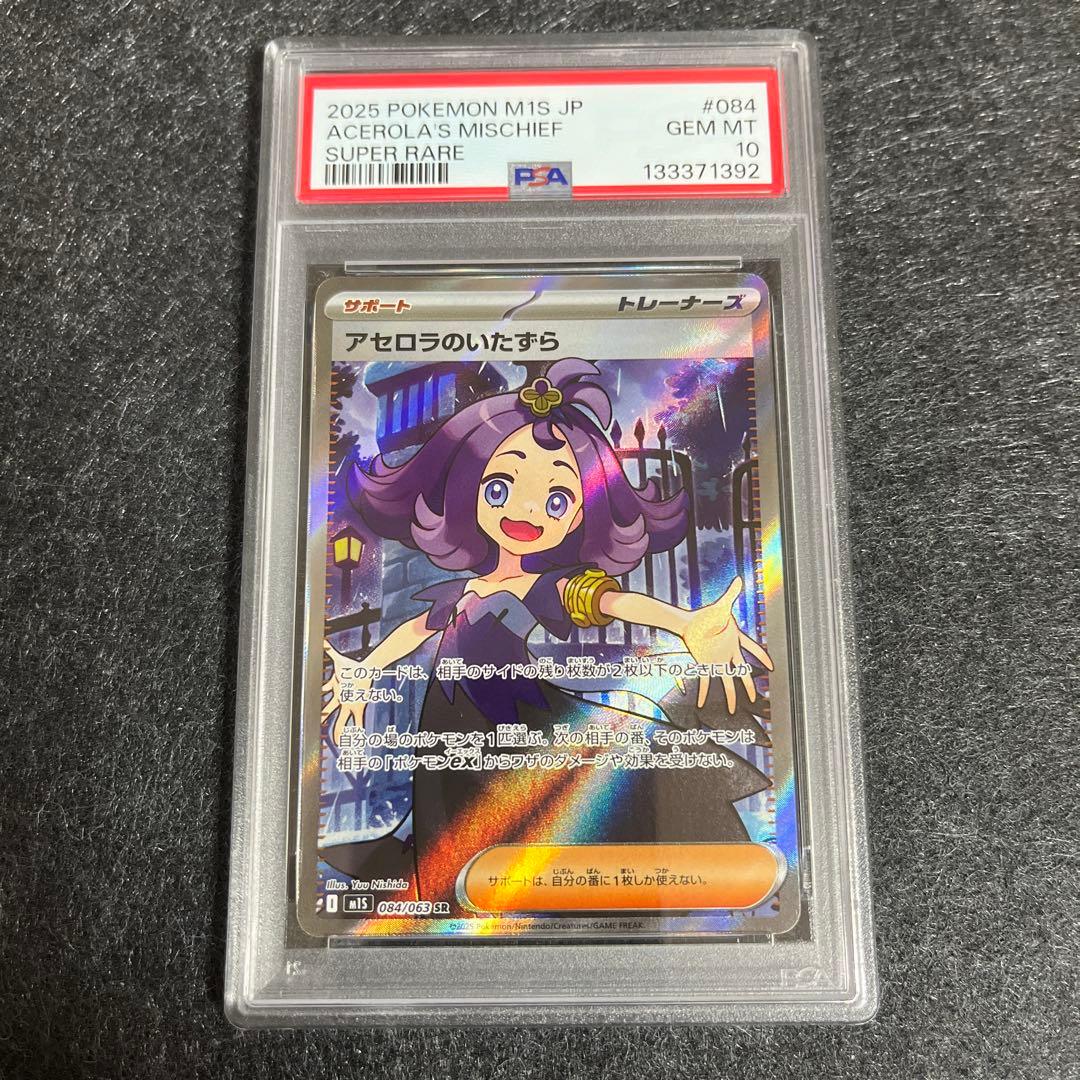 2025 POKEMON M1S JP #084
ACEROLA'S MISCHIEF GEM MT
SUPER RARE 10
PSA 133371392
サポート トレーナーズ
アセロラのいたずら
このカードは、相手のサイドの残り枚数が2枚以下のときにしか
使えない。
自分の場のポケモンを1匹選ぶ。次の相手の番、そのポケモンは
相手の「ポケモンex」からワザのダメージや効果を受けない。
サポートは、自分の番に1枚しか使えない。
Illus. Yuu Nishida
I m1S 084/063 SR
©2025 Pokémon/Nintendo/Creatures/GAME FREAK.